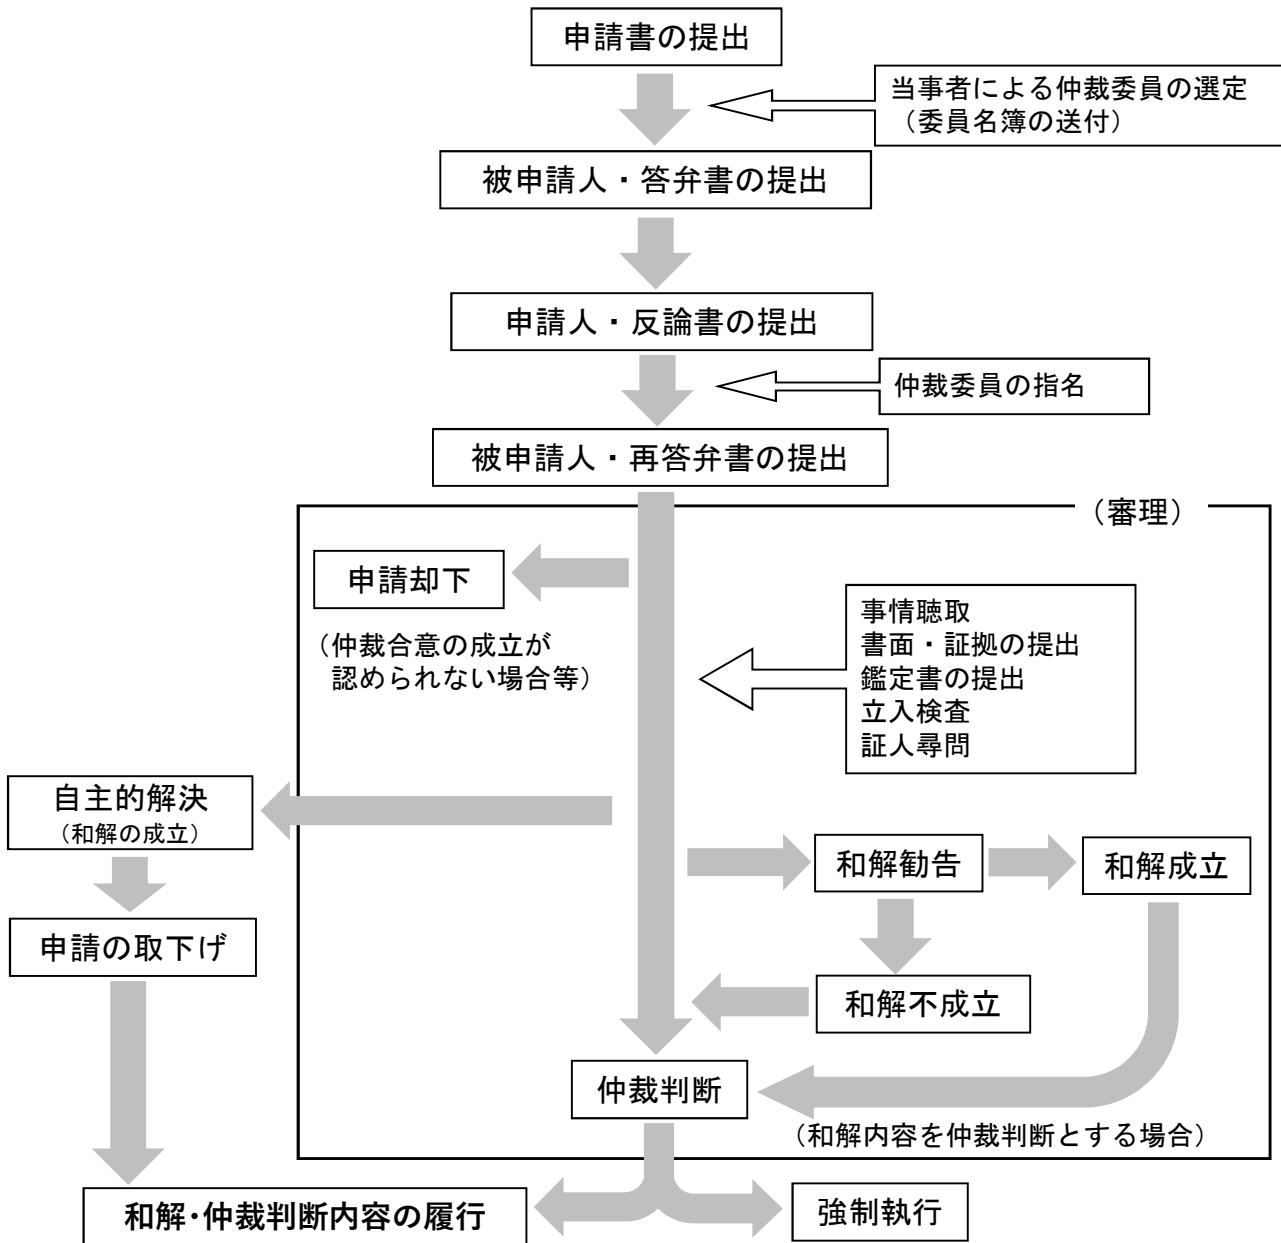 申請書の提出
当事者による仲裁委員の選定
（委員名簿の送付）
被申請人・答弁書の提出
申請人・反論書の提出
仲裁委員の指名
被申請人・再答弁書の提出
（審理）
申請却下
（仲裁合意の成立が
認められない場合等）
事情聴取
書面・証拠の提出
鑑定書の提出
立入検査
証人尋問
自主的解決
（和解の成立）
和解勧告
和解成立
申請の取下げ
和解不成立
仲裁判断
（和解内容を仲裁判断とする場合）
和解・仲裁判断内容の履行
強制執行